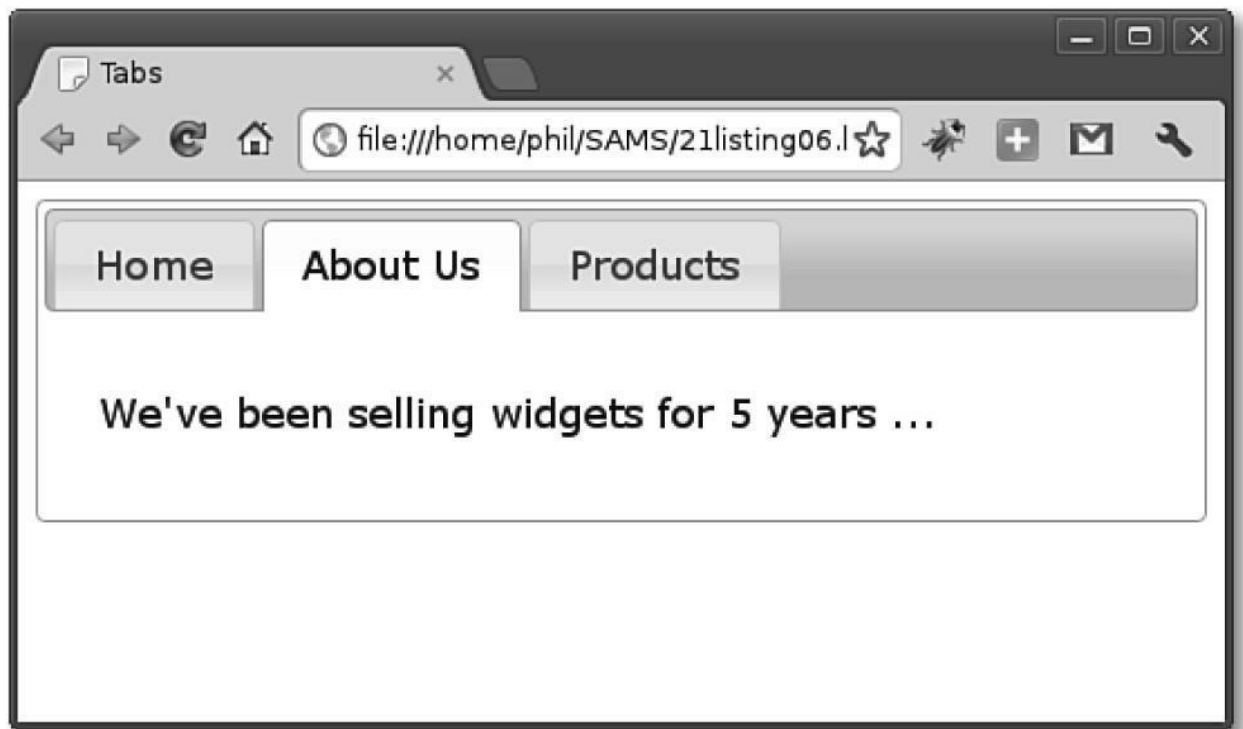 Tabs
file:///home/phil/SAMS/21listing06.l
Home About Us Products
We've been selling widgets for 5 years ...